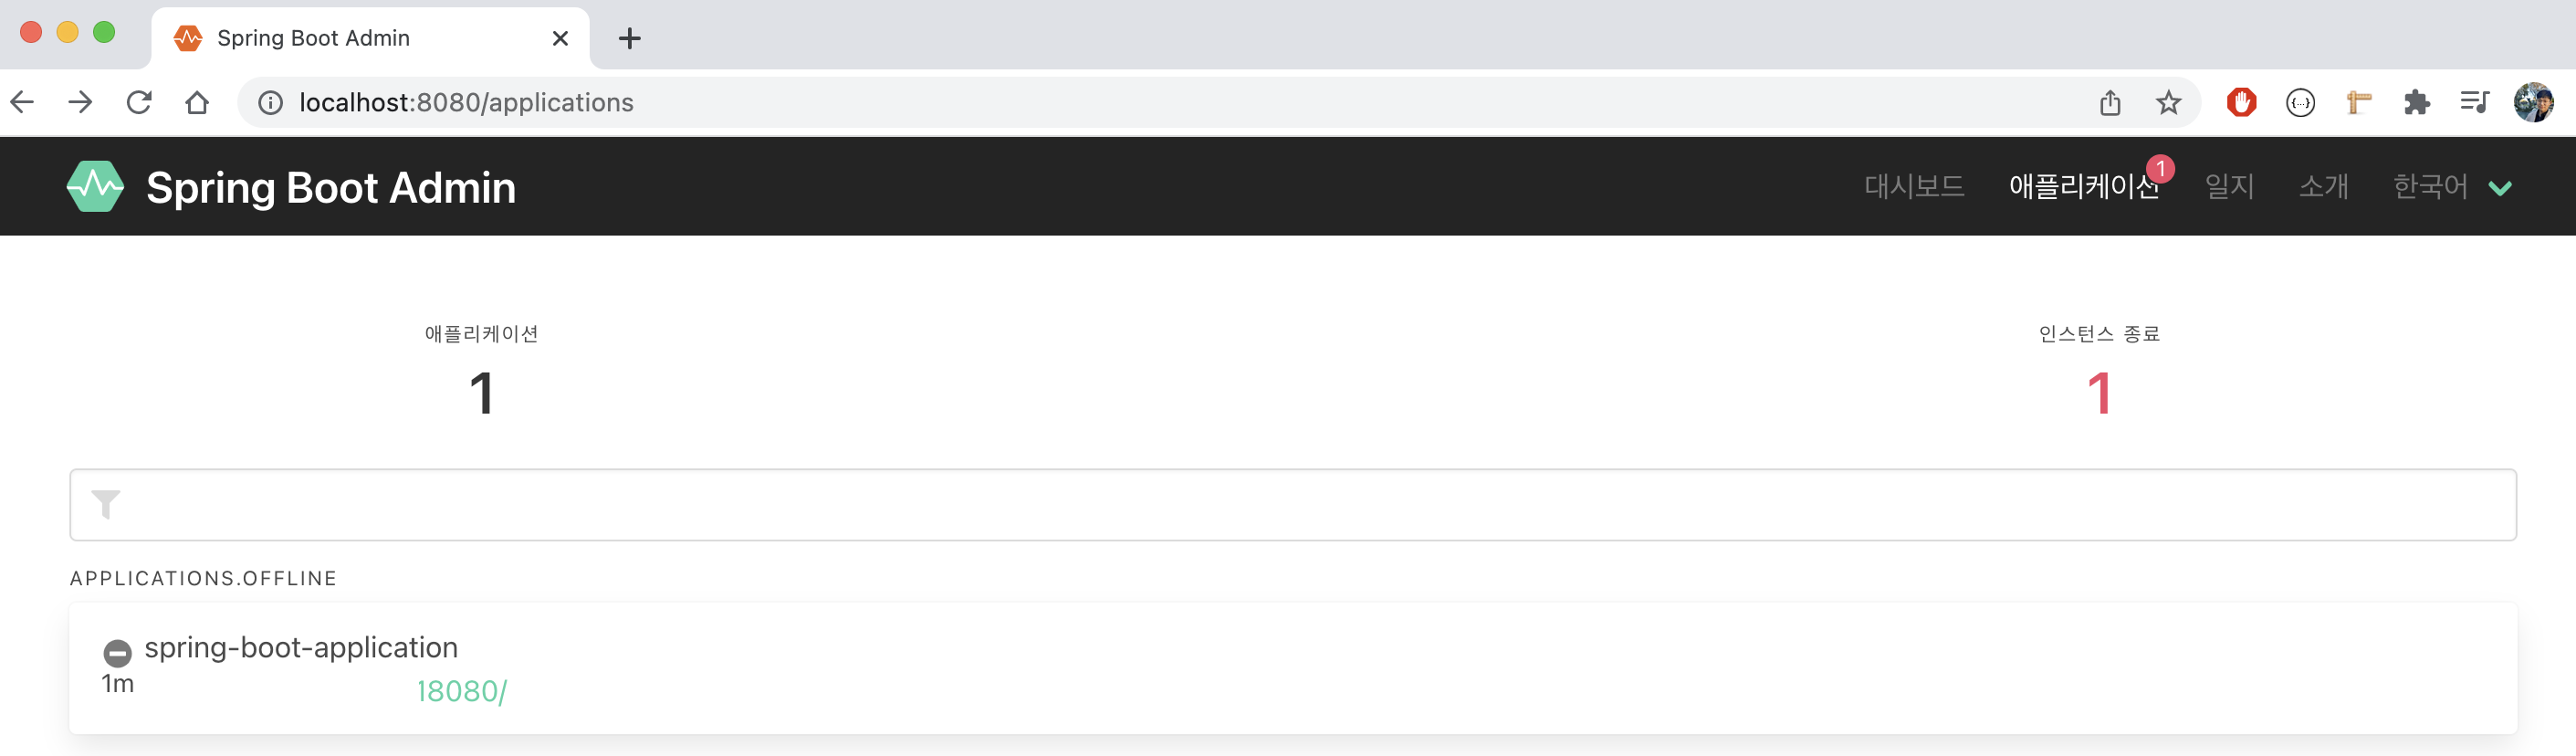 Spring Boot Admin
localhost:8080/applications
Spring Boot Admin
대시보드 애플리케이션 1 일지 소개 한국어
애플리케이션 인스턴스 종료
1 1
APPLICATIONS.OFFLINE
spring-boot-application
1m
18080/